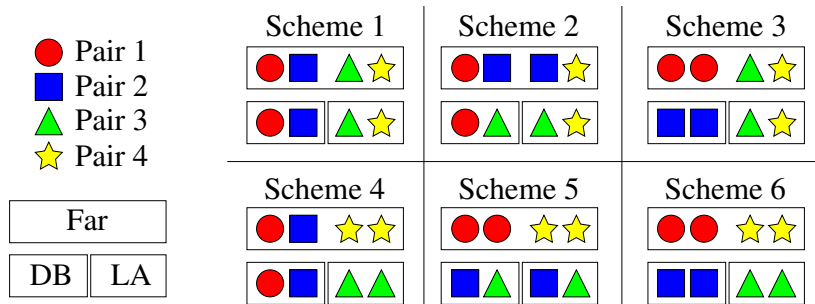 Pair 1
Pair 2
Pair 3
Pair 4
Far
DB LA
Scheme 1 Scheme 2 Scheme 3
Scheme 4 Scheme 5 Scheme 6